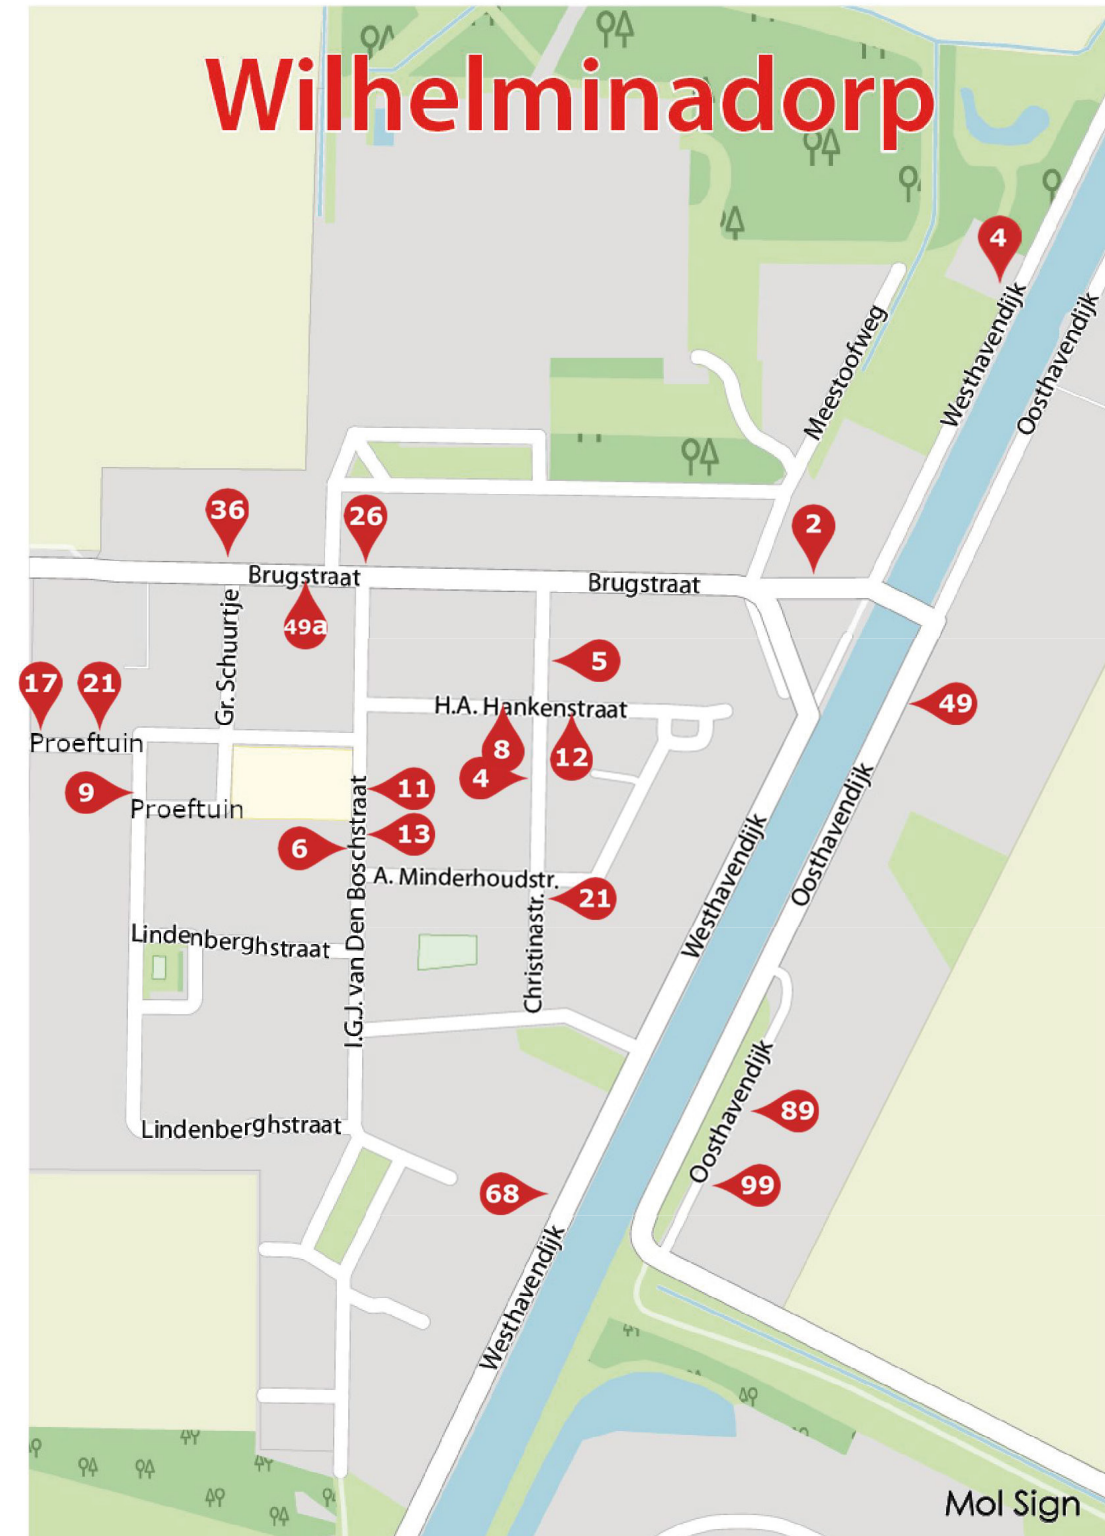 Wilhelminadorp
4
Westhavendijk
Oosthavendijk
Meestoofweg
36
26
2
Brugstraat
Brugstraat
49a
Gr. Schuurtje
5
17
21
49
H.A. Hankenstraat
Proeftuin
8
12
4
9
11
Proeftuin
13
6
I.G.J. van Den Boschstraat
A. Minderhoudstr.
21
Christinastr.
Westhavendijk
Oosthavendijk
Lindenberghstraat
Oosthavendijk
89
Lindenberghstraat
99
68
Westhavendijk
Mol Sign